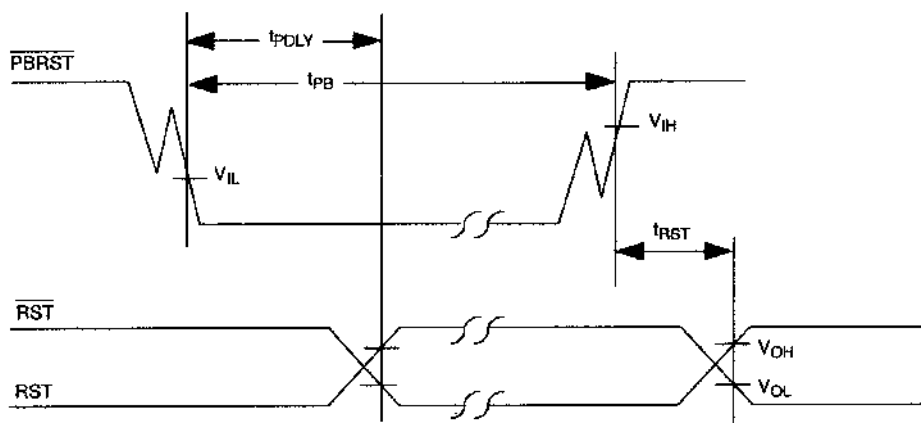 tPDLY
PBRST
tPB
VIH
VIL
tRST
RST
VOH
RST
VOL